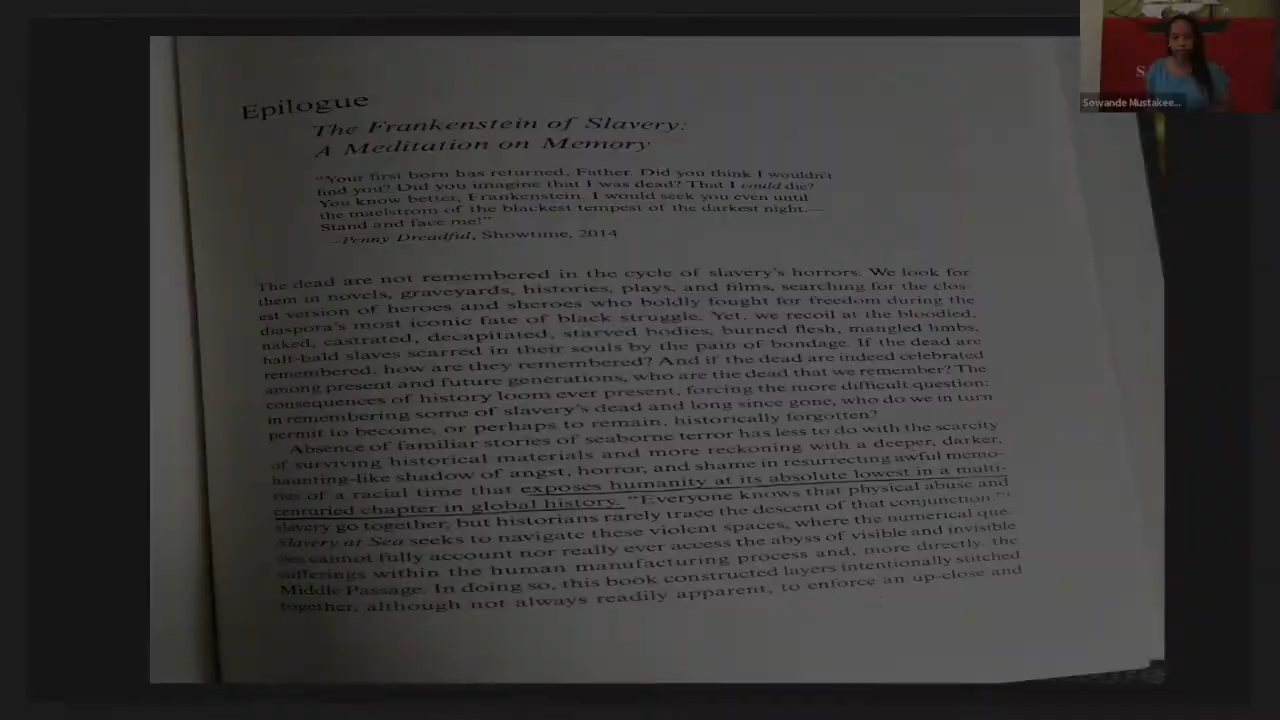 Epilogue
The Frankenstein of Slavery:
A Meditation on Memory
"Your first born has returned, Father. Did you think I wouldn't
find you? Did you imagine that I was dead? That I could die?
You know better, Frankenstein. I would seek you even until
the maelstrom of the blackest tempest of the darkest night.—
Stand and face me!"
—Penny Dreadful, Showtime, 2014
The dead are not remembered in the cycle of slavery's horrors. We look for
them in novels, graveyards, histories, plays, and films, searching for the clos-
est version of heroes and sheroes who boldly fought for freedom during the
diaspora's most iconic fate of black struggle. Yet, we recoil at the bloodied,
naked, castrated, decapitated, starved bodies, burned flesh, mangled limbs,
half-bald slaves scarred in their souls by the pain of bondage. If the dead are
remembered, how are they remembered? And if the dead are indeed celebrated
among present and future generations, who are the dead that we remember? The
consequences of history loom ever present, forcing the more difficult question:
in remembering some of slavery's dead and long since gone, who do we in turn
permit to become, or perhaps to remain, historically forgotten?
Absence of familiar stories of seaborne terror has less to do with the scarcity
of surviving historical materials and more reckoning with a deeper, darker,
haunting-like shadow of angst, horror, and shame in resurrecting awful memo-
ries of a racial time that exposes humanity at its absolute lowest in a multi-
centuried chapter in global history. "Everyone knows that physical abuse and
slavery go together, but historians rarely trace the descent of that conjunction."1
Slavery at Sea seeks to navigate these violent spaces, where the numerical que-
ries cannot fully account nor really ever access the abyss of visible and invisible
sufferings within the human manufacturing process and, more directly, the
Middle Passage. In doing so, this book constructed layers intentionally stitched
together, although not always readily apparent, to enforce an up-close and
Sowande Mustakee...